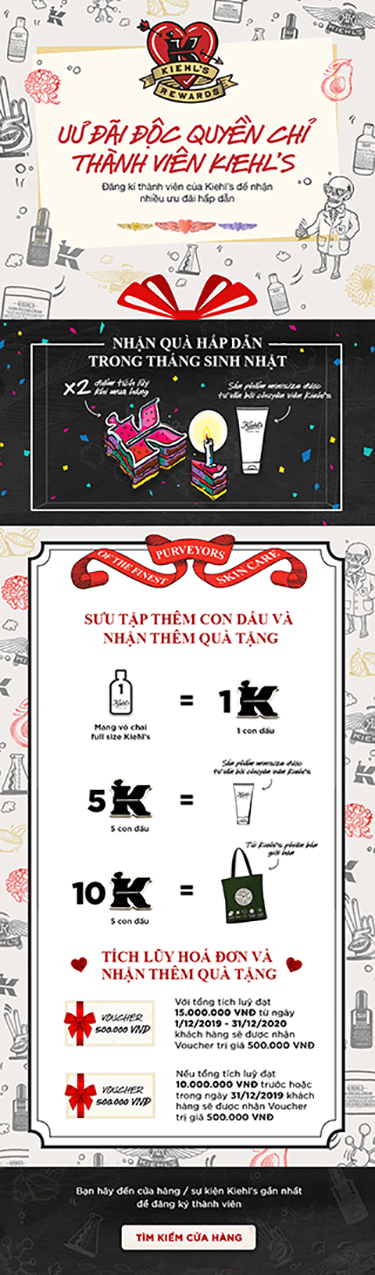 KIEHL'S
REWARDS
ƯU ĐÃI ĐỘC QUYỀN CHỈ
THÀNH VIÊN KIEHL'S
Đăng kí thành viên của Kiehl's để nhận
nhiều ưu đãi hấp dẫn
NHẬN QUÀ HẤP DẪN
TRONG THÁNG SINH NHẬT
x2 điểm tích lũy
khi mua hàng
Sản phẩm minisize được
tư vấn bởi chuyên viên Kiehl's
Kiehl's
PURVEYORS
OF THE FINEST
SKIN CARE
SƯU TẬP THÊM CON DẤU VÀ
NHẬN THÊM QUÀ TẶNG
1
Kiehl's
= 1 K
Mang vỏ chai
full size Kiehl's
1 con dấu
Sản phẩm minisize được
tư vấn bởi chuyên viên Kiehl's
5 K =
5 con dấu
Túi Kiehl's phiên bản
giới hạn
10 K =
5 con dấu
TÍCH LŨY HOÁ ĐƠN VÀ
NHẬN THÊM QUÀ TẶNG
VOUCHER
500.000 VNĐ
Với tổng tích luỹ đạt
15.000.000 VNĐ từ ngày
1/12/2019 - 31/12/2020
khách hàng sẽ được nhận
Voucher trị giá 500.000 VNĐ
VOUCHER
500.000 VNĐ
Nếu tổng tích luỹ đạt
10.000.000 VNĐ trước hoặc
trong ngày 31/12/2019 khách
hàng sẽ được nhận Voucher
trị giá 500.000 VNĐ
Bạn hãy đến cửa hàng / sự kiện Kiehl's gần nhất
để đăng ký thành viên
TÌM KIẾM CỬA HÀNG